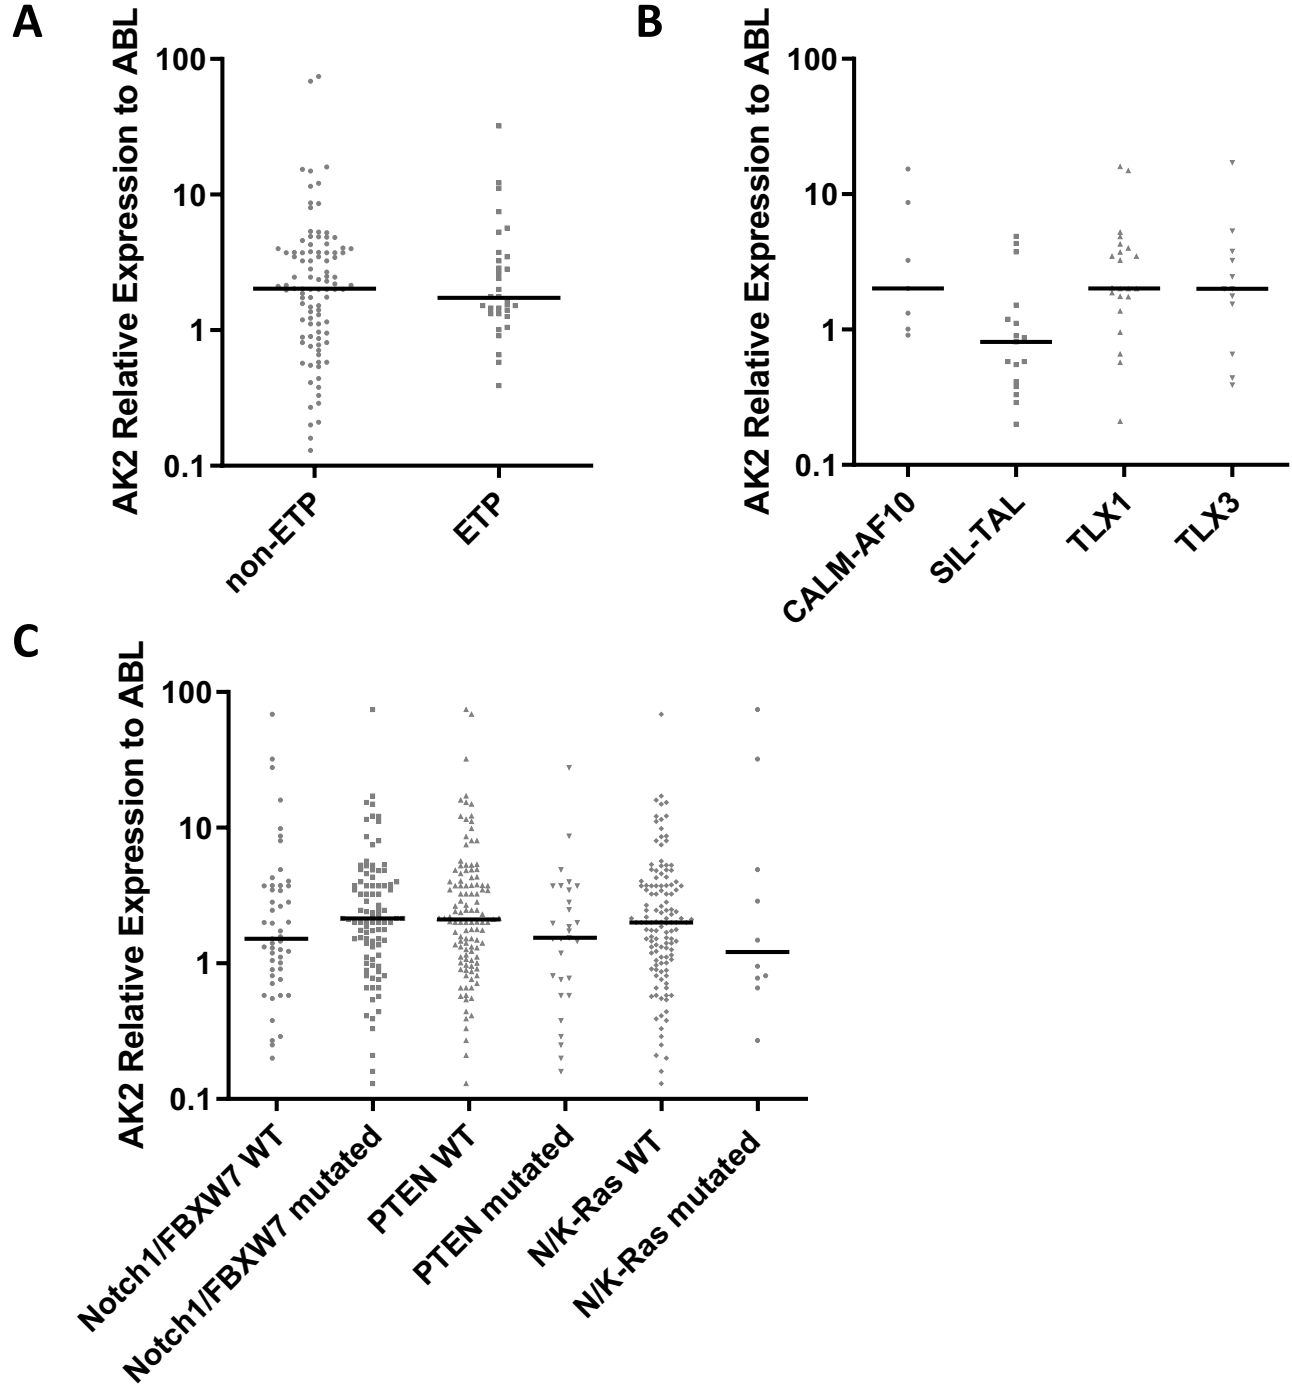 A
AK2 Relative Expression to ABL
100
10
1
0.1
non-ETP
ETP
B
AK2 Relative Expression to ABL
100
10
1
0.1
CALM-AF10
SIL-TAL
TLX1
TLX3
C
AK2 Relative Expression to ABL
100
10
1
0.1
Notch1/FBXW7 WT
Notch1/FBXW7 mutated
PTEN WT
PTEN mutated
N/K-Ras WT
N/K-Ras mutated